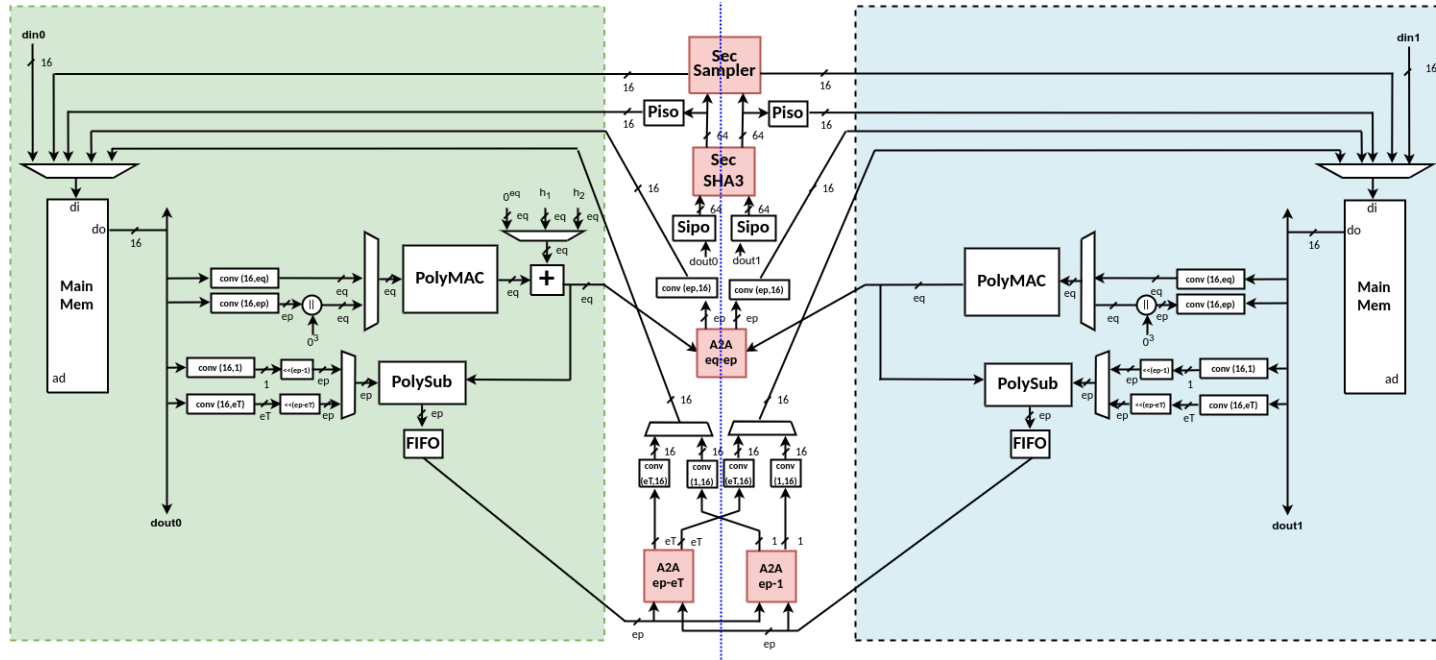 din0
16
di
do
Main
Mem
ad
16
dout0
conv (16,eq)
eq
conv (16,ep)
ep
||
0³
eq
eq
PolyMAC
eq
0^eq
h₁
h₂
eq
eq
eq
eq
+
eq
conv (16,1)
1
<<(ep-1)
ep
conv (16,eT)
eT
<<(ep-eT)
ep
ep
PolySub
ep
FIFO
Sec
Sampler
16
16
Piso
Piso
16
16
64
64
Sec
SHA3
64
64
Sipo
Sipo
dout0
dout1
16
16
conv (ep,16)
conv (ep,16)
ep
ep
A2A
eq-ep
16
16
16
16
16
16
conv
(eT,16)
conv
(1,16)
conv
(eT,16)
conv
(1,16)
eT
eT
1
1
A2A
ep-eT
A2A
ep-1
ep
ep
din1
16
di
do
Main
Mem
ad
16
dout1
eq
PolyMAC
eq
eq
conv (16,eq)
eq
||
0³
ep
conv (16,ep)
PolySub
ep
ep
<<(ep-1)
1
conv (16,1)
ep
<<(ep-eT)
eT
conv (16,eT)
ep
FIFO